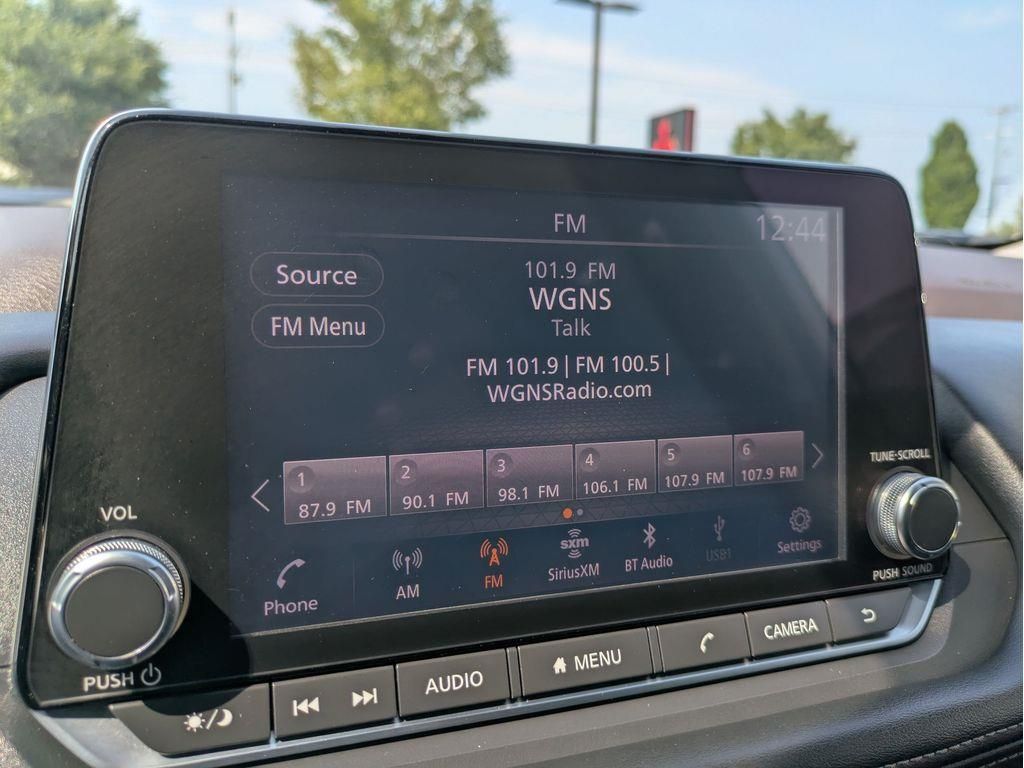 FM
12:44
Source
FM Menu
101.9 FM
WGNS
Talk
FM 101.9 | FM 100.5 |
WGNSRadio.com
1
87.9 FM
2
90.1 FM
3
98.1 FM
4
106.1 FM
5
107.9 FM
6
107.9 FM
Phone
AM
FM
sxm
SiriusXM
BT Audio
USB1
Settings
VOL
PUSH
TUNE·SCROLL
PUSH SOUND
AUDIO
MENU
CAMERA